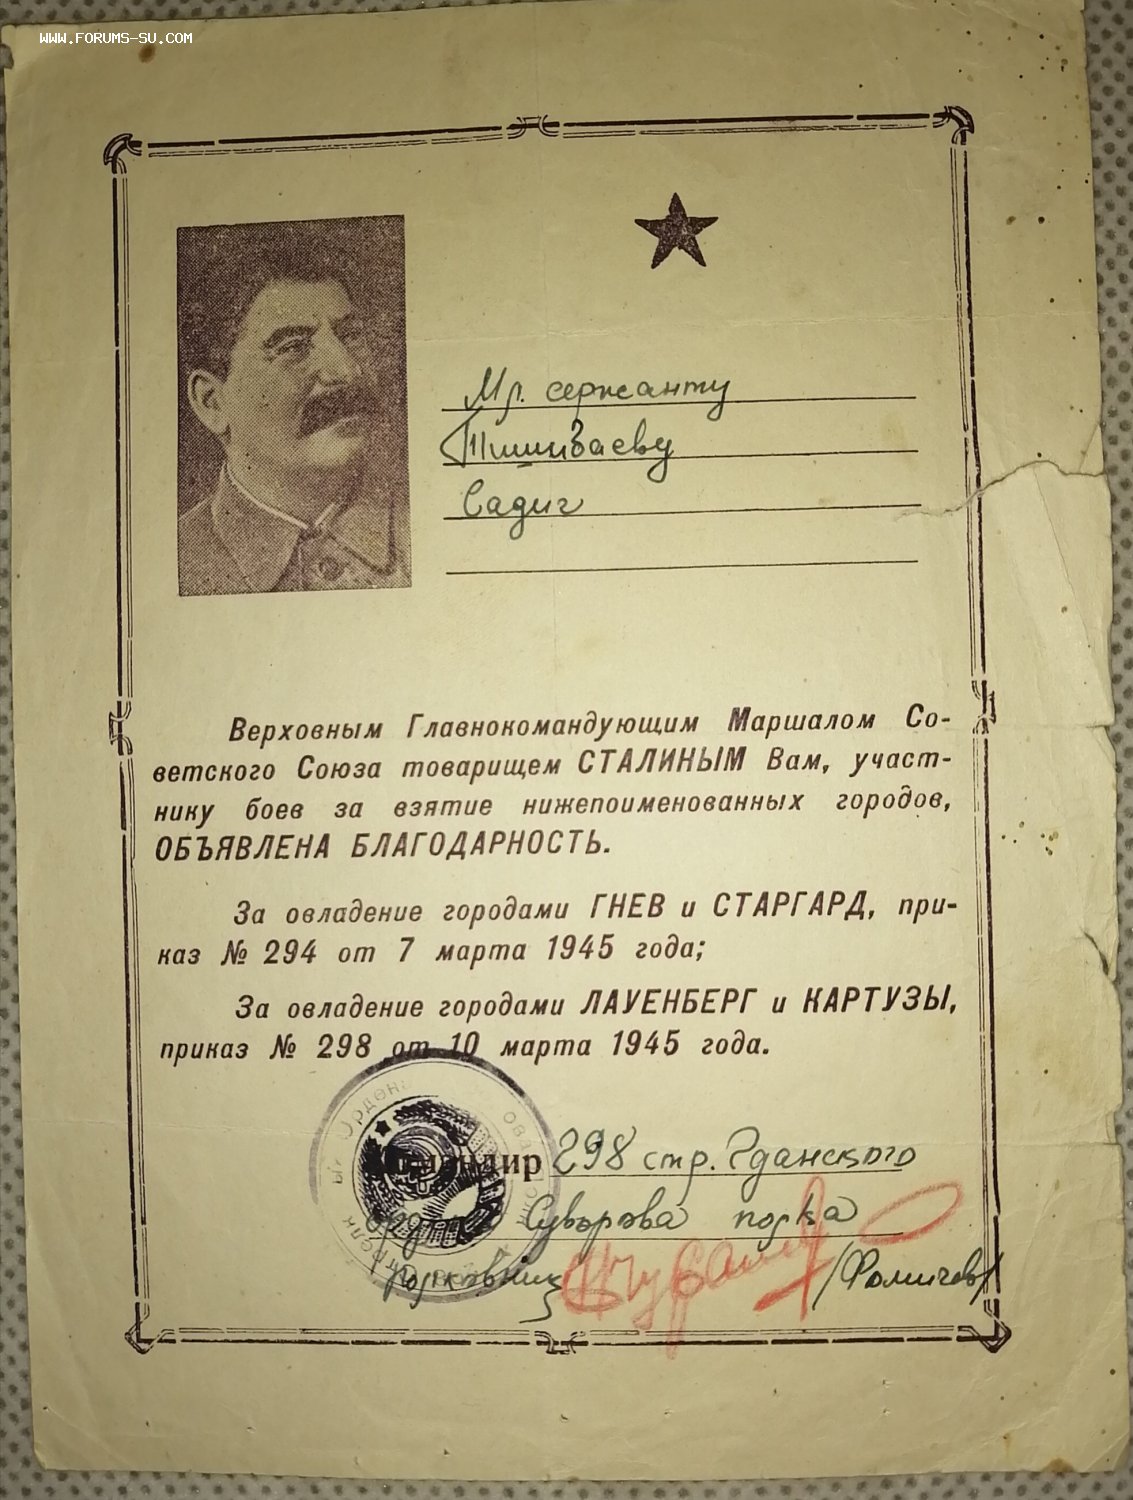 WWW.FORUMS-SU.COM
Мл. сержанту
Садиг
Верховным Главнокомандующим Маршалом Со-
ветского Союза товарищем СТАЛИНЫМ Вам, участ-
нику боев за взятие нижепоименованных городов,
ОБЪЯВЛЕНА БЛАГОДАРНОСТЬ.
За овладение городами ГНЕВ и СТАРГАРД, при-
каз № 294 от 7 марта 1945 года;
За овладение городами ЛАУЕНБЕРГ и КАРТУЗЫ,
приказ № 298 от 10 марта 1945 года.
Командир 298 стр. Гданского
Суворова полка
полковник /Фомичев/